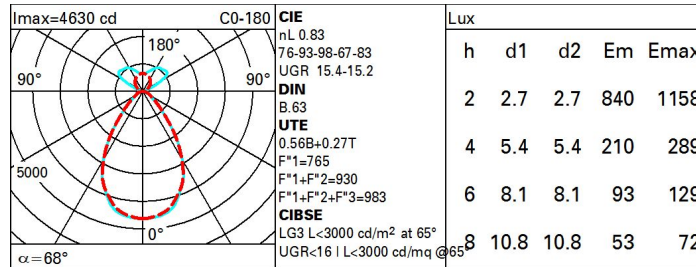 Imax=4630 cd C0-180
180°
90° 90°
5000
0°
α=68°
CIE
nL 0.83
76-93-98-67-83
UGR 15.4-15.2
DIN
B.63
UTE
0.56B+0.27T
F"1=765
F"1+F"2=930
F"1+F"2+F"3=983
CIBSE
LG3 L<3000 cd/m² at 65°
UGR<16 | L<3000 cd/mq @65°
Lux
h d1 d2 Em Emax
2 2.7 2.7 840 1158
4 5.4 5.4 210 289
6 8.1 8.1 93 129
8 10.8 10.8 53 72